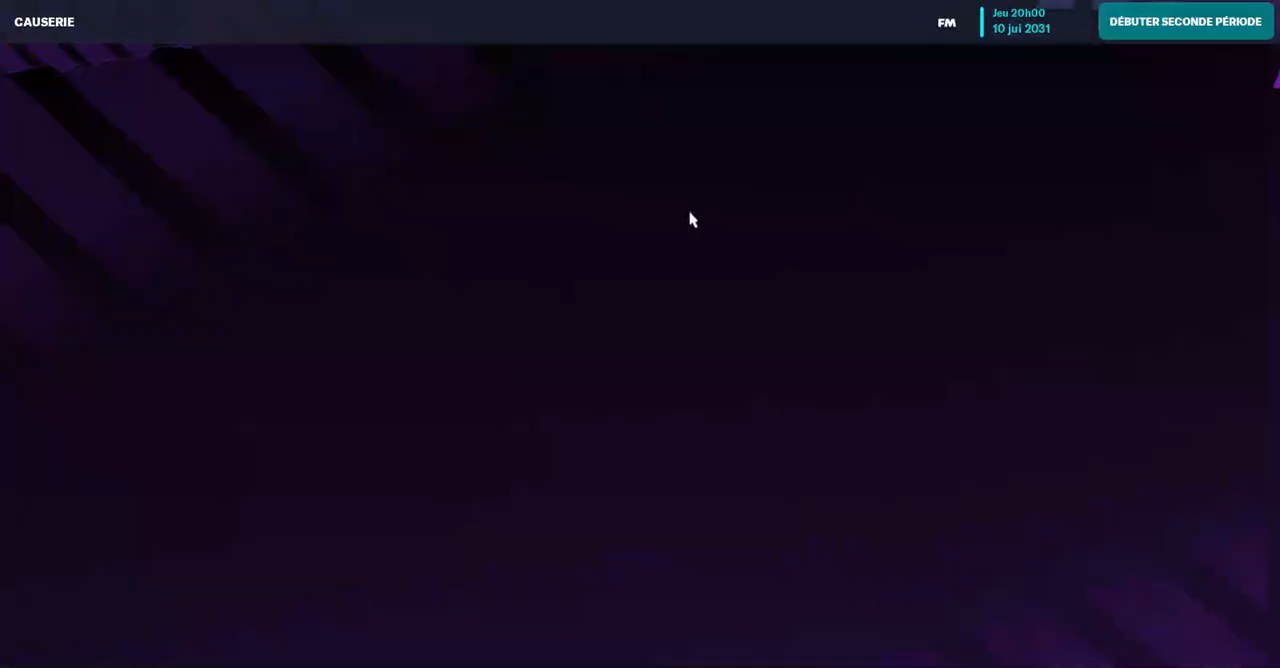 CAUSERIE
FM
Jeu 20h00
10 jui 2031
DÉBUTER SECONDE PÉRIODE